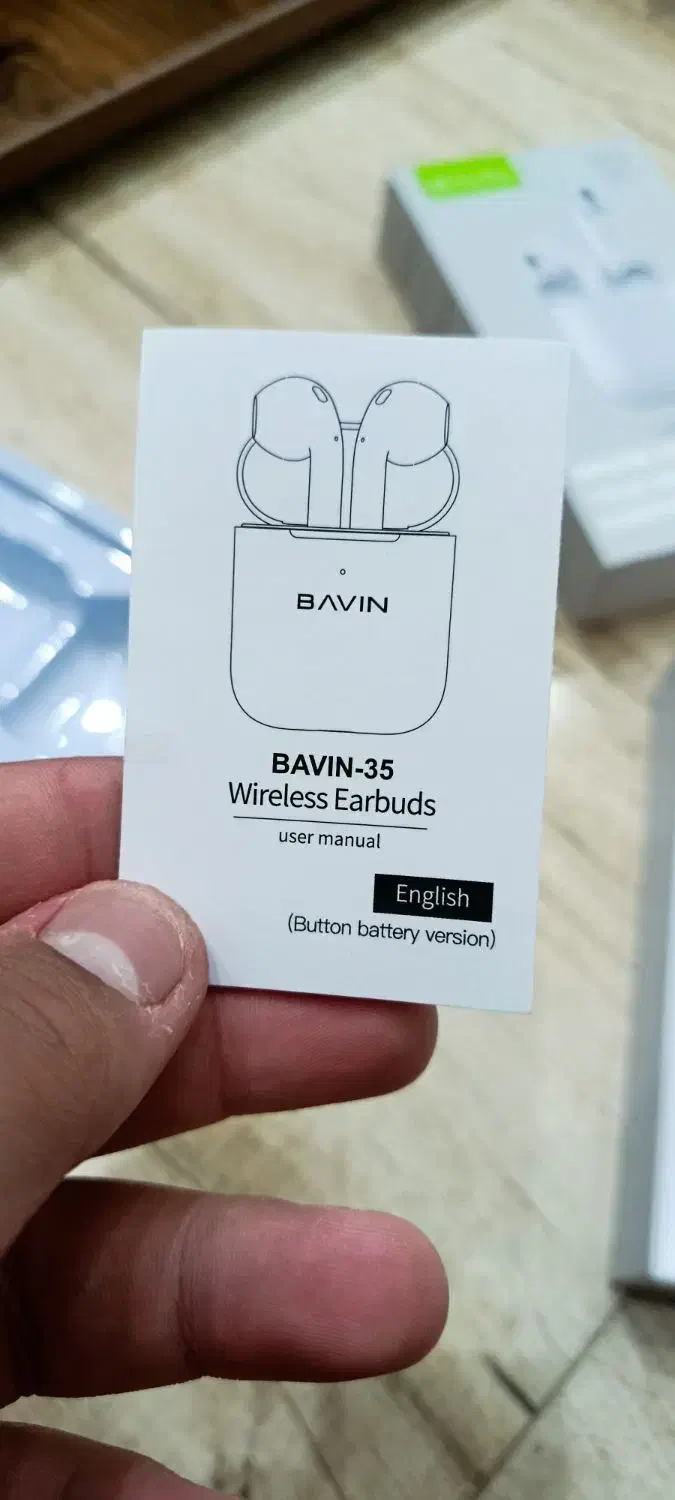 BAVIN
BAVIN-35
Wireless Earbuds
user manual
English
(Button battery version)